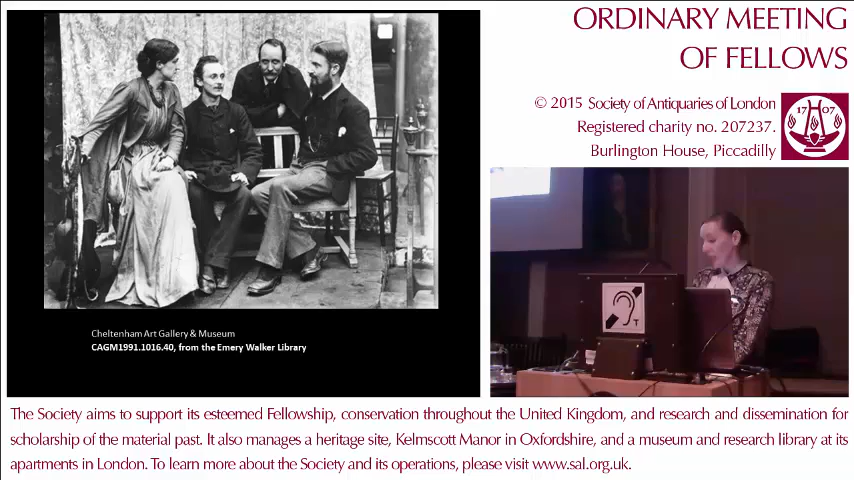 ORDINARY MEETING
OF FELLOWS
© 2015 Society of Antiquaries of London
Registered charity no. 207237.
Burlington House, Piccadilly
17 07
Cheltenham Art Gallery & Museum
CAGM1991.1016.40, from the Emery Walker Library
T
The Society aims to support its esteemed Fellowship, conservation throughout the United Kingdom, and research and dissemination for
scholarship of the material past. It also manages a heritage site, Kelmscott Manor in Oxfordshire, and a museum and research library at its
apartments in London. To learn more about the Society and its operations, please visit www.sal.org.uk.